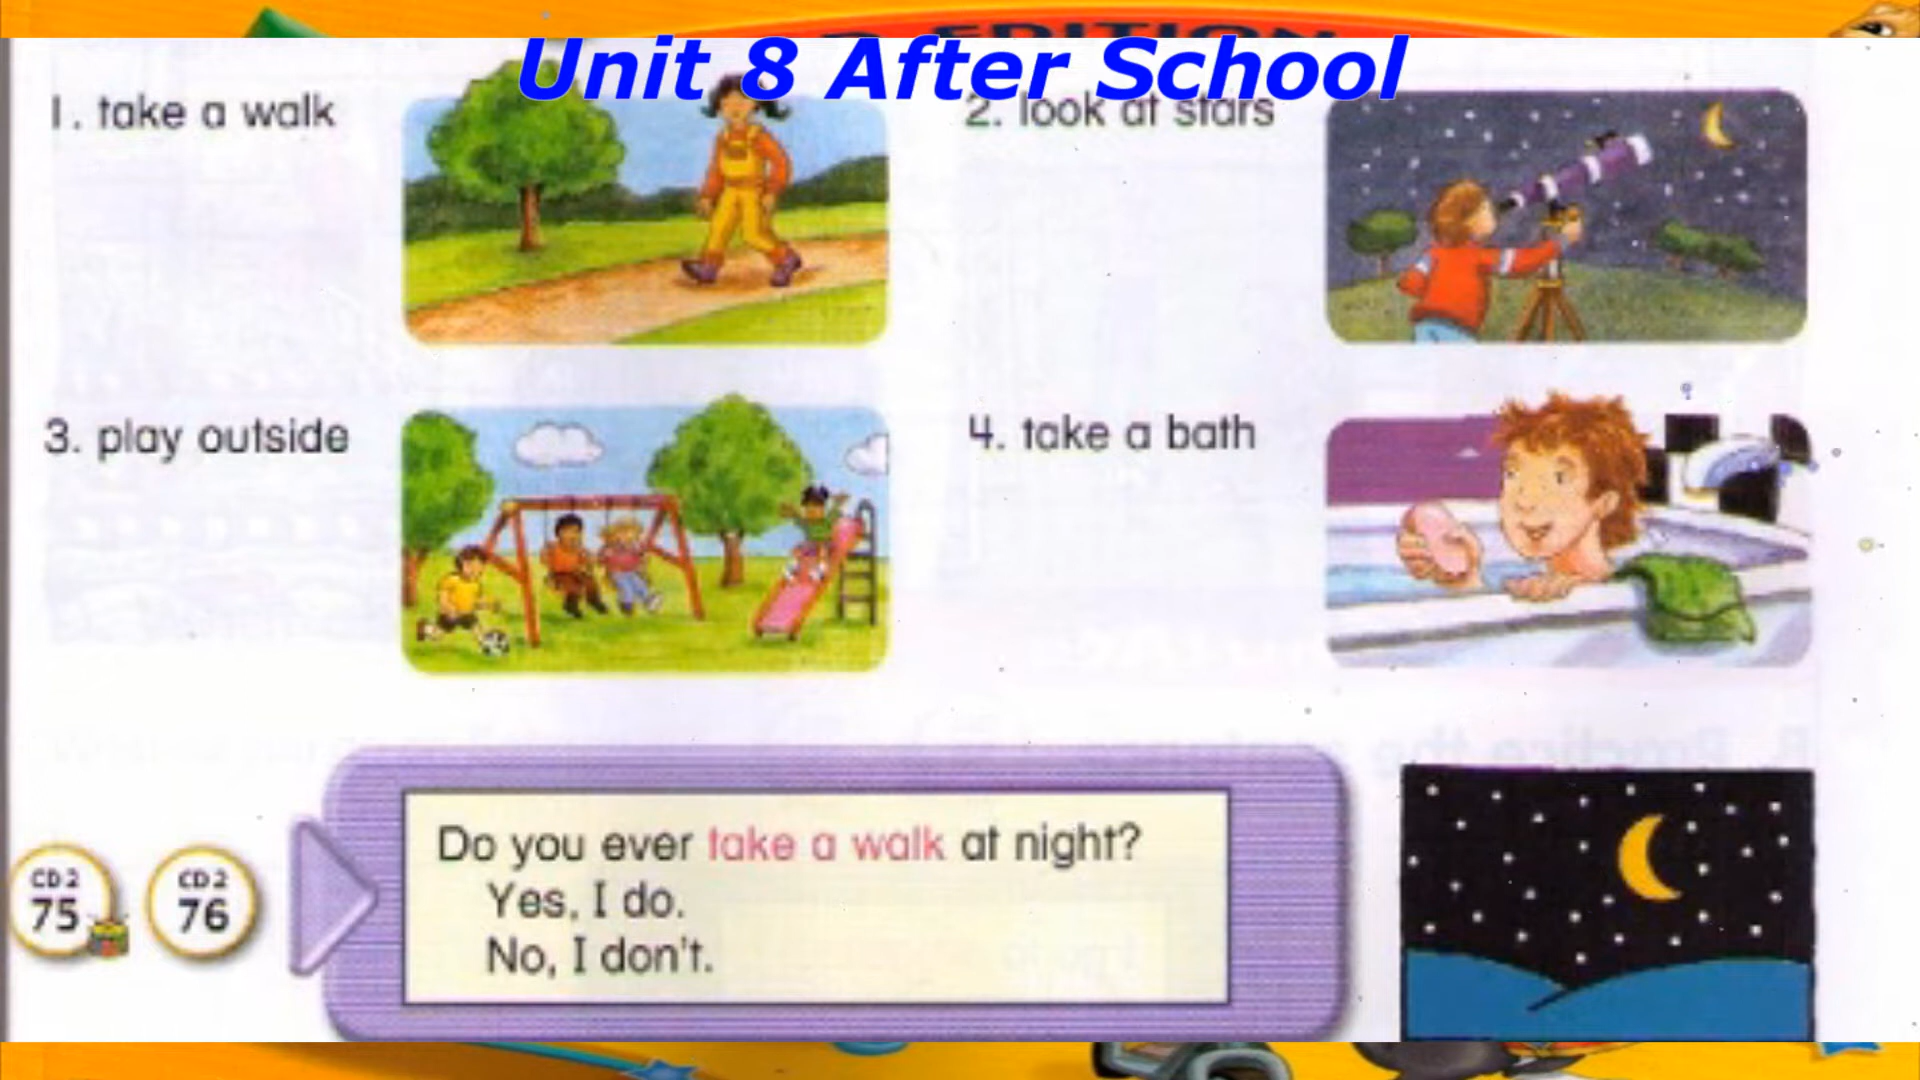 D EDITION
Unit 8 After School
1. take a walk
2. look at stars
3. play outside
4. take a bath
Do you ever take a walk at night?
Yes, I do.
No, I don't.
CD 2
75
CD 2
76